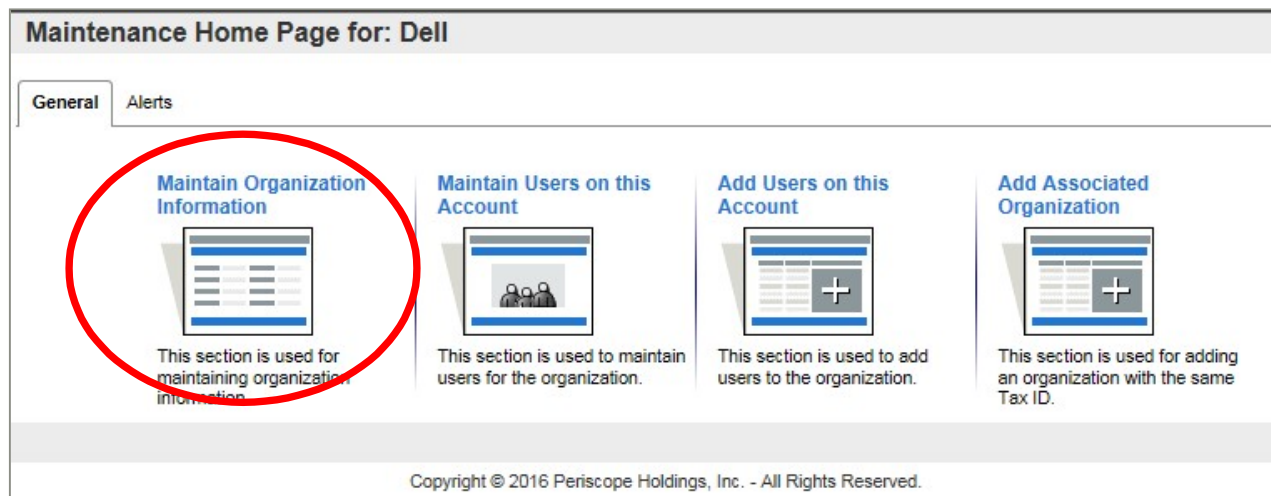 Maintenance Home Page for: Dell
General Alerts
Maintain Organization
Information
This section is used for
maintaining organization
information.
Maintain Users on this
Account
This section is used to maintain
users for the organization.
Add Users on this
Account
This section is used to add
users to the organization.
Add Associated
Organization
This section is used for adding
an organization with the same
Tax ID.
Copyright © 2016 Periscope Holdings, Inc. - All Rights Reserved.